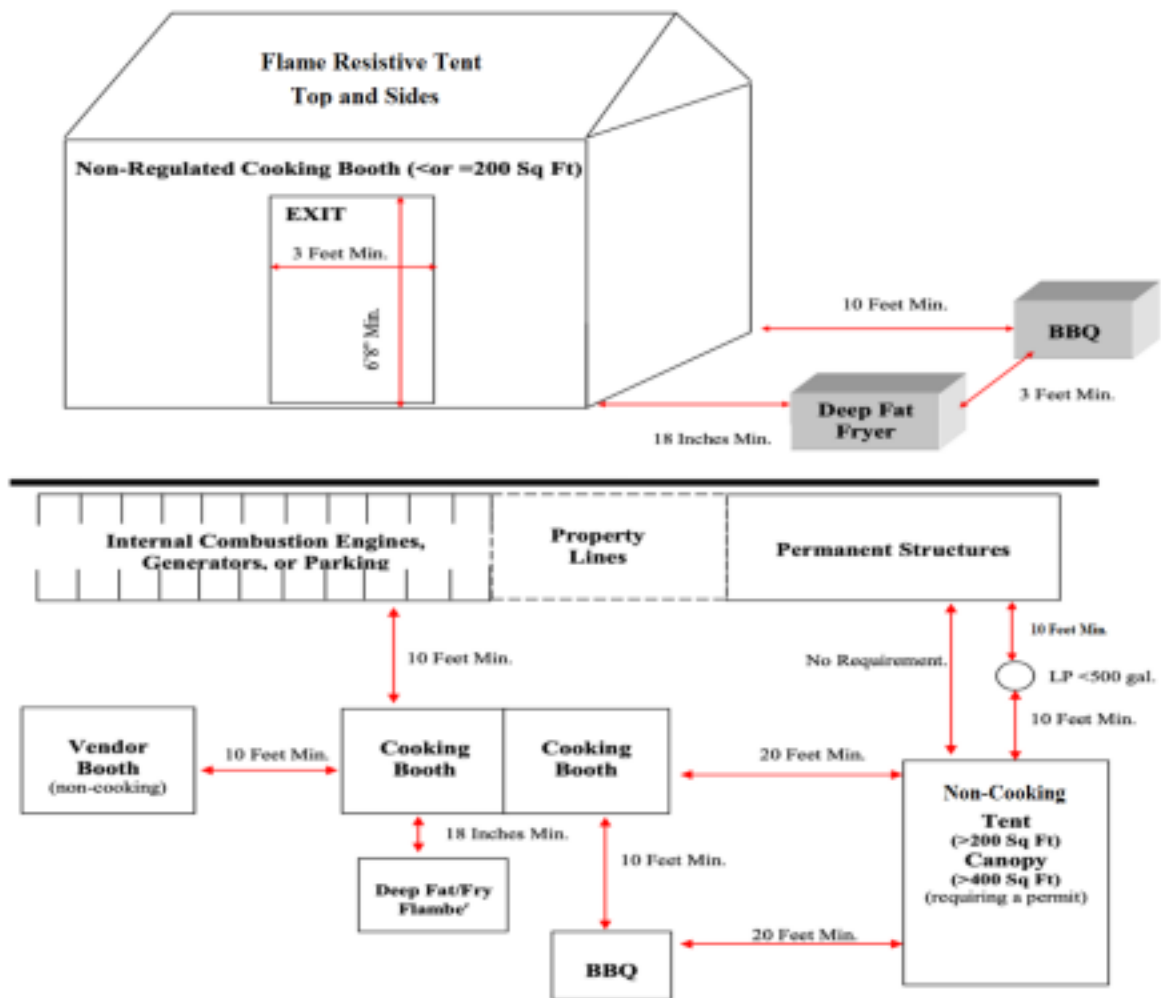 Flame Resistive Tent
Top and Sides
Non-Regulated Cooking Booth (<or =200 Sq Ft)
EXIT
3 Feet Min.
6'8" Min.
10 Feet Min.
BBQ
3 Feet Min.
Deep Fat
Fryer
18 Inches Min.
Internal Combustion Engines,
Generators, or Parking
Property
Lines
Permanent Structures
10 Feet Min.
No Requirement.
10 Feet Min.
LP <500 gal.
10 Feet Min.
Vendor
Booth
(non-cooking)
10 Feet Min.
Cooking
Booth
Cooking
Booth
20 Feet Min.
Non-Cooking
Tent
(>200 Sq Ft)
Canopy
(>400 Sq Ft)
(requiring a permit)
18 Inches Min.
10 Feet Min.
Deep Fat/Fry
Flambe'
20 Feet Min.
BBQ